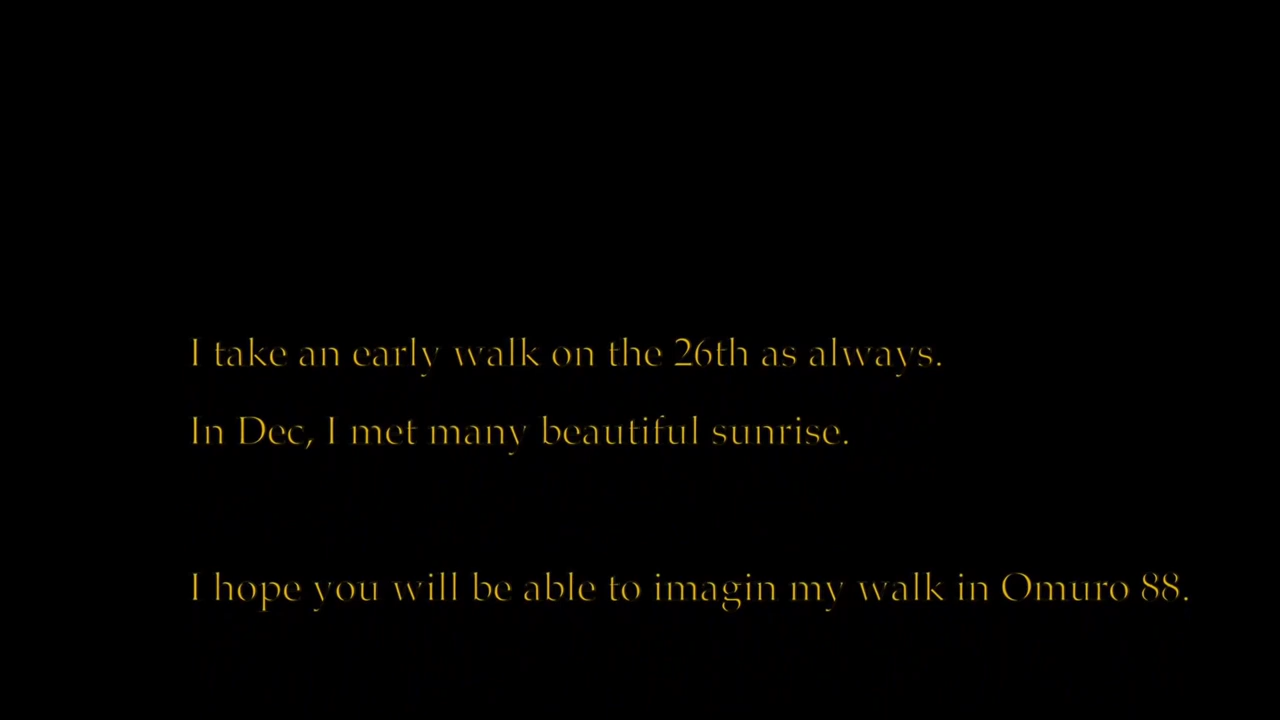 I take an early walk on the 26th as always.
In Dec, I met many beautiful sunrise.
I hope you will be able to imagin my walk in Omuro 88.